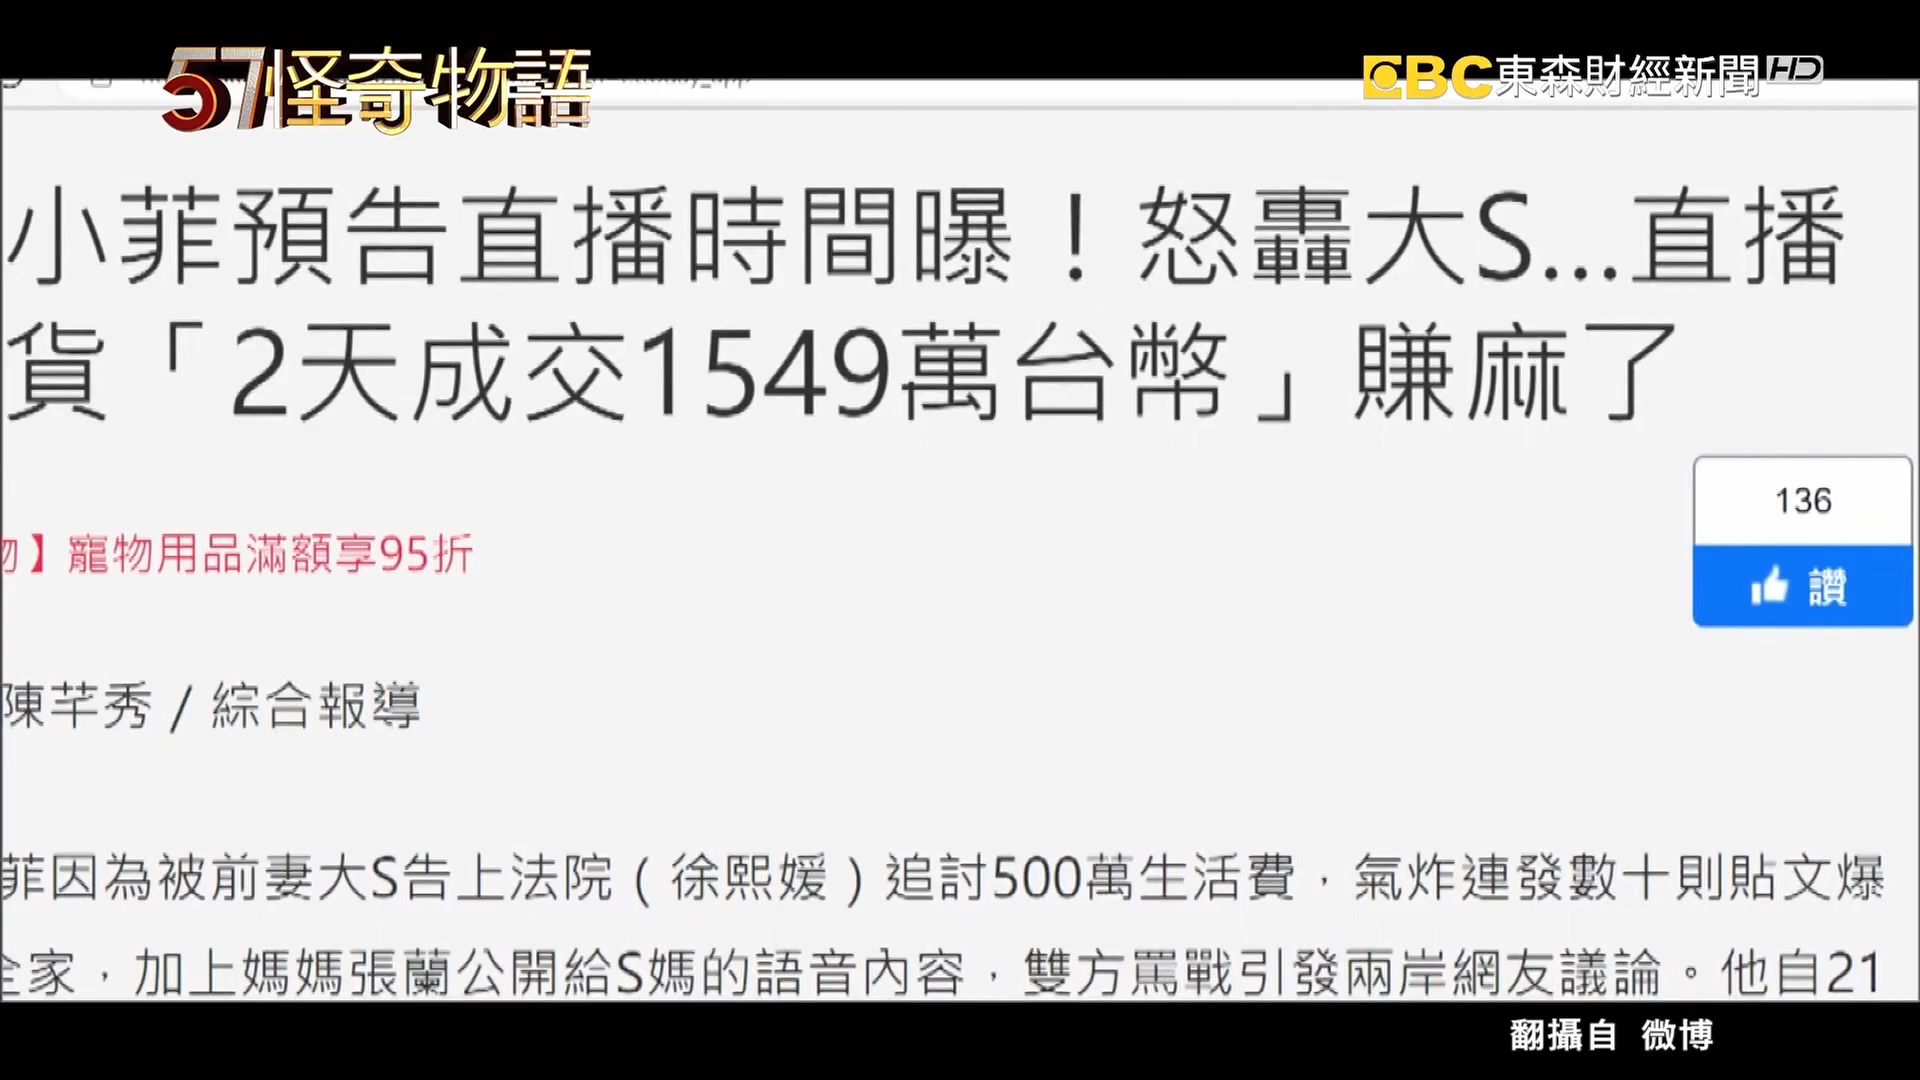 57怪奇物語
EBC東森財經新聞HD
小菲預告直播時間曝！怒轟大S...直播
貨「2天成交1549萬台幣」賺麻了
136
讚
】寵物用品滿額享95折
陳芊秀／綜合報導
菲因為被前妻大S告上法院（徐熙媛）追討500萬生活費，氣炸連發數十則貼文爆
全家，加上媽媽張蘭公開給S媽的語音內容，雙方罵戰引發兩岸網友議論。他自21
翻攝自 微博